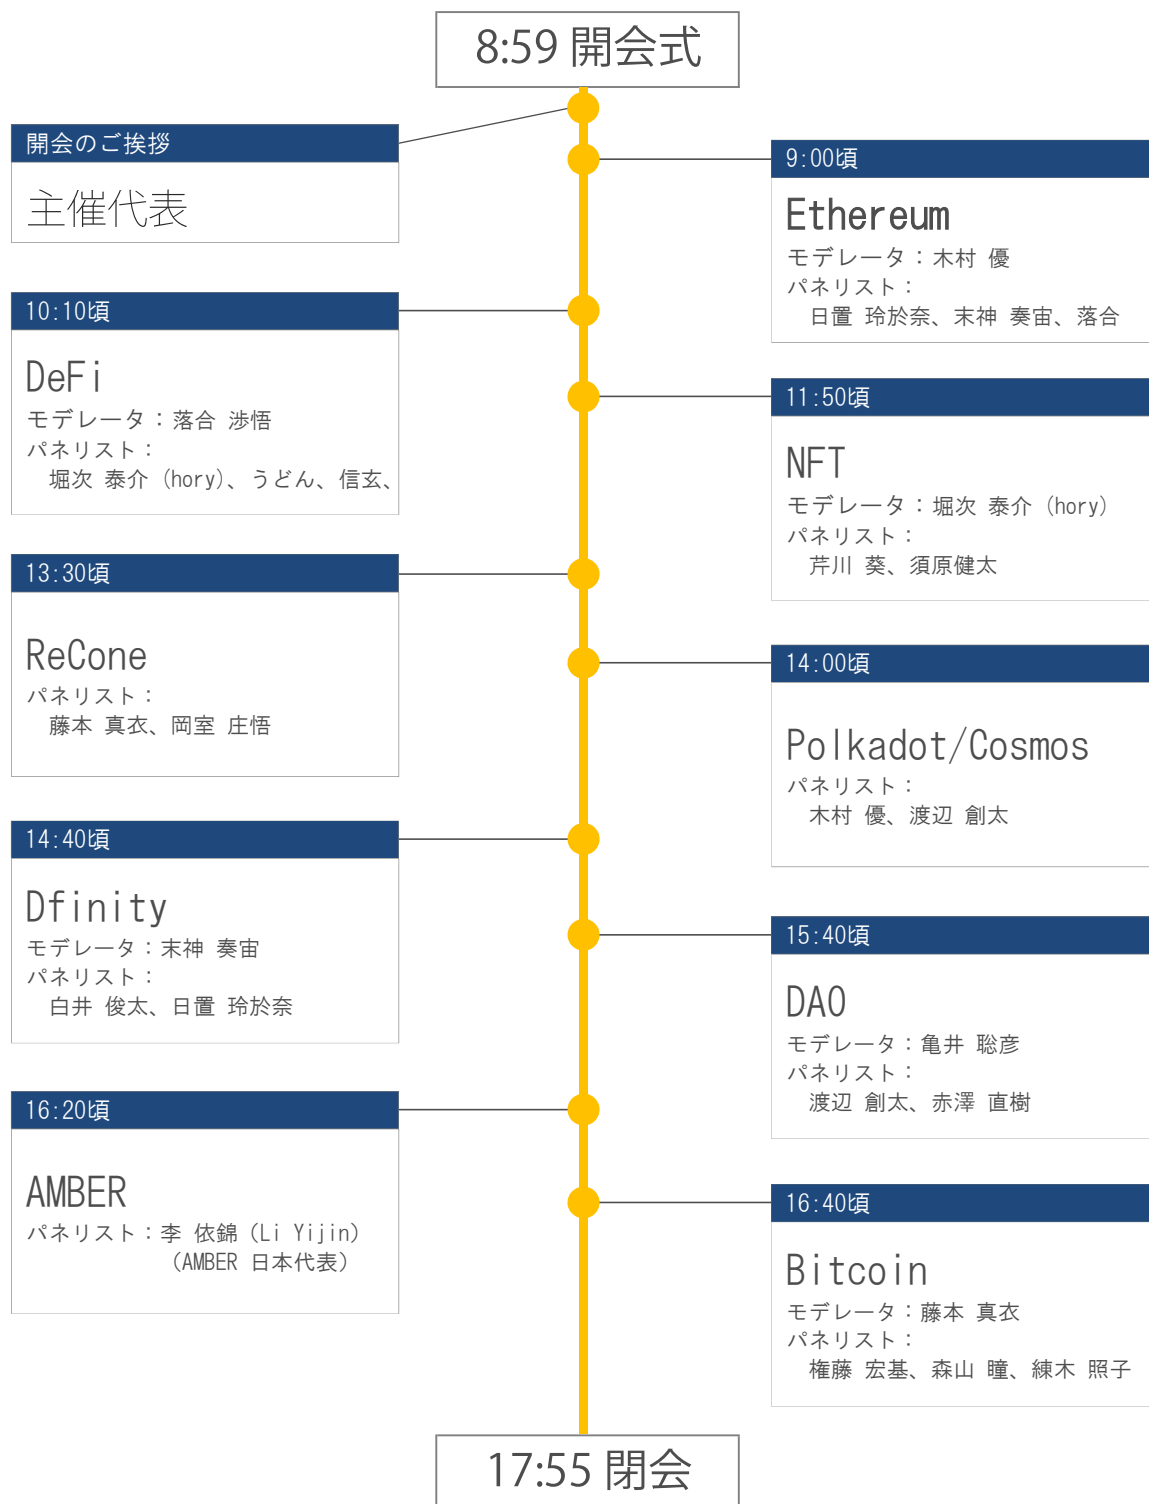 8:59 開会式
開会のご挨拶
主催代表
9:00頃
Ethereum
モデレータ：木村 優
パネリスト：
日置 玲於奈、末神 奏宙、落合
10:10頃
DeFi
モデレータ：落合 渉悟
パネリスト：
堀次 泰介（hory）、うどん、信玄、
11:50頃
NFT
モデレータ：堀次 泰介（hory）
パネリスト：
芹川 葵、須原健太
13:30頃
ReCone
パネリスト：
藤本 真衣、岡室 庄悟
14:00頃
Polkadot/Cosmos
パネリスト：
木村 優、渡辺 創太
14:40頃
Dfinity
モデレータ：末神 奏宙
パネリスト：
白井 俊太、日置 玲於奈
15:40頃
DAO
モデレータ：亀井 聡彦
パネリスト：
渡辺 創太、赤澤 直樹
16:20頃
AMBER
パネリスト：李 依錦（Li Yijin）
（AMBER 日本代表）
16:40頃
Bitcoin
モデレータ：藤本 真衣
パネリスト：
権藤 宏基、森山 瞳、練木 照子
17:55 閉会